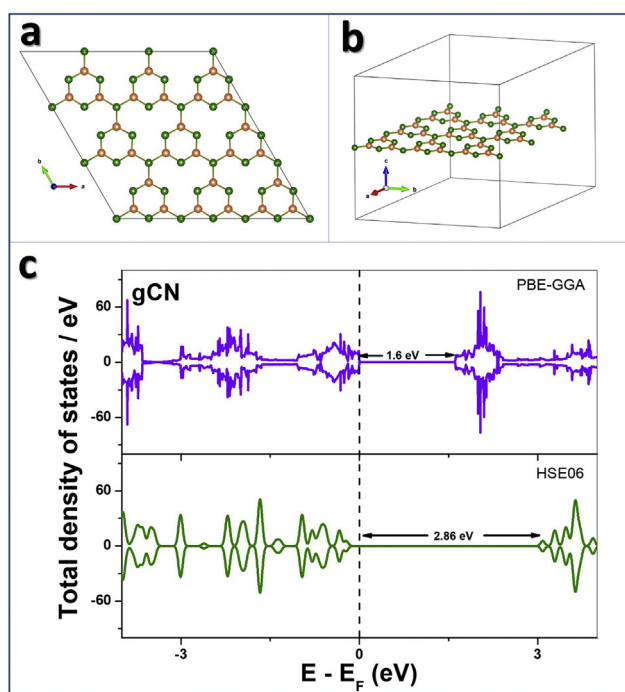 a
b
b
a
c
a
b
c
gCN
PBE-GGA
60
0
-60
1.6 eV
HSE06
60
0
-60
2.86 eV
Total density of states / eV
-3
0
3
E - E_F (eV)